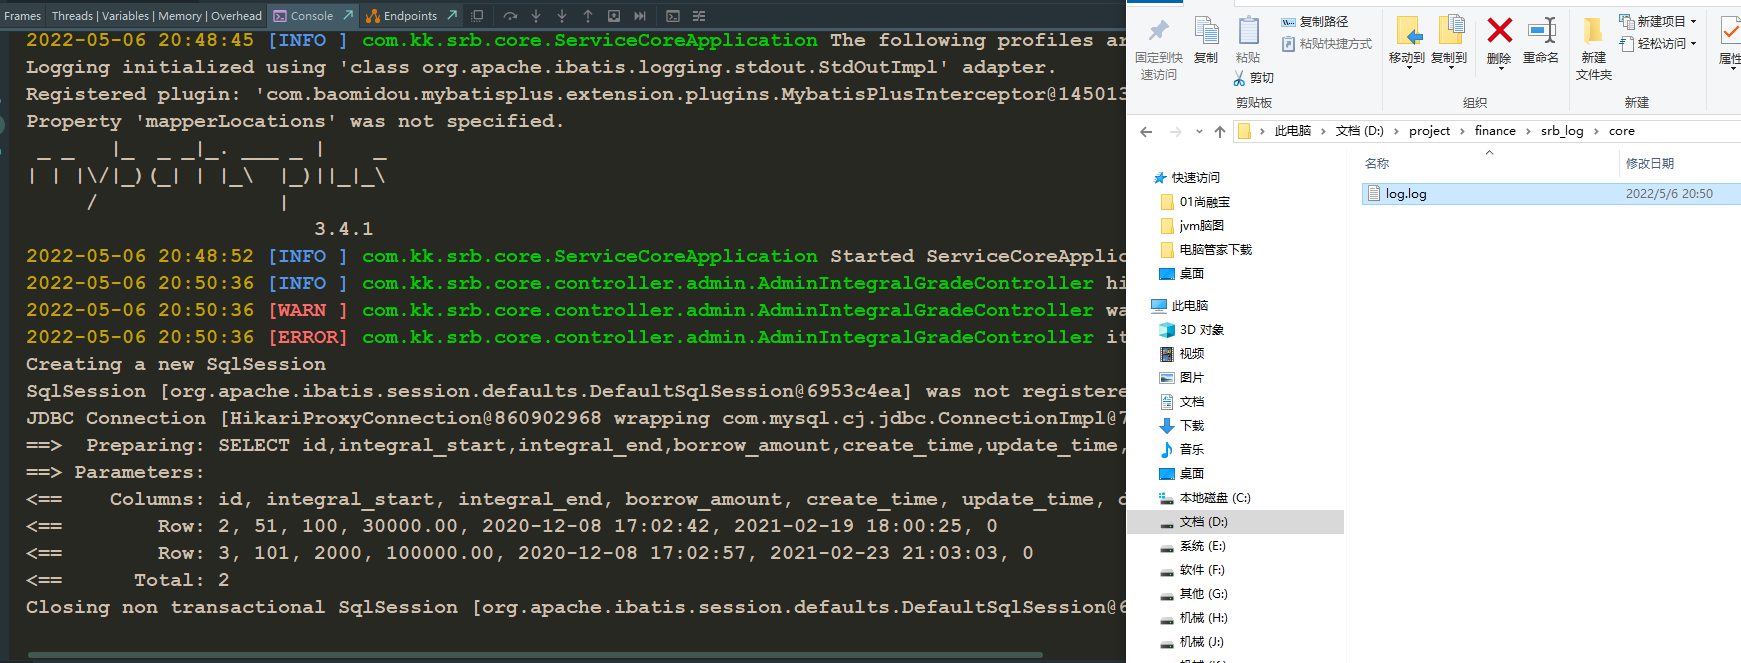 Frames Threads | Variables | Memory | Overhead Console Endpoints
2022-05-06 20:48:45 [INFO ] com.kk.srb.core.ServiceCoreApplication The following profiles ar
Logging initialized using 'class org.apache.ibatis.logging.stdout.StdOutImpl' adapter.
Registered plugin: 'com.baomidou.mybatisplus.extension.plugins.MybatisPlusInterceptor@145013
Property 'mapperLocations' was not specified.
 _ _   |_  _ _|_. ___ _ |    _
| | |\/|_)(_| | |_\  |_)||_|_\
     /               |
3.4.1
2022-05-06 20:48:52 [INFO ] com.kk.srb.core.ServiceCoreApplication Started ServiceCoreApplic
2022-05-06 20:50:36 [INFO ] com.kk.srb.core.controller.admin.AdminIntegralGradeController hi
2022-05-06 20:50:36 [WARN ] com.kk.srb.core.controller.admin.AdminIntegralGradeController wa
2022-05-06 20:50:36 [ERROR] com.kk.srb.core.controller.admin.AdminIntegralGradeController it
Creating a new SqlSession
SqlSession [org.apache.ibatis.session.defaults.DefaultSqlSession@6953c4ea] was not registere
JDBC Connection [HikariProxyConnection@860902968 wrapping com.mysql.cj.jdbc.ConnectionImpl@7
==>  Preparing: SELECT id,integral_start,integral_end,borrow_amount,create_time,update_time,
==> Parameters:
<==    Columns: id, integral_start, integral_end, borrow_amount, create_time, update_time, d
<==        Row: 2, 51, 100, 30000.00, 2020-12-08 17:02:42, 2021-02-19 18:00:25, 0
<==        Row: 3, 101, 2000, 100000.00, 2020-12-08 17:02:57, 2021-02-23 21:03:03, 0
<==      Total: 2
Closing non transactional SqlSession [org.apache.ibatis.session.defaults.DefaultSqlSession@6
固定到快
速访问
复制
粘贴
复制路径
粘贴快捷方式
剪切
剪贴板
移动到
复制到
删除
重命名
组织
新建
文件夹
新建项目
轻松访问
新建
属性
此电脑 › 文档 (D:) › project › finance › srb_log › core
名称 修改日期
log.log 2022/5/6 20:50
快速访问
01尚融宝
jvm脑图
电脑管家下载
桌面
此电脑
3D 对象
视频
图片
文档
下载
音乐
桌面
本地磁盘 (C:)
文档 (D:)
系统 (E:)
软件 (F:)
其他 (G:)
机械 (H:)
机械 (J:)